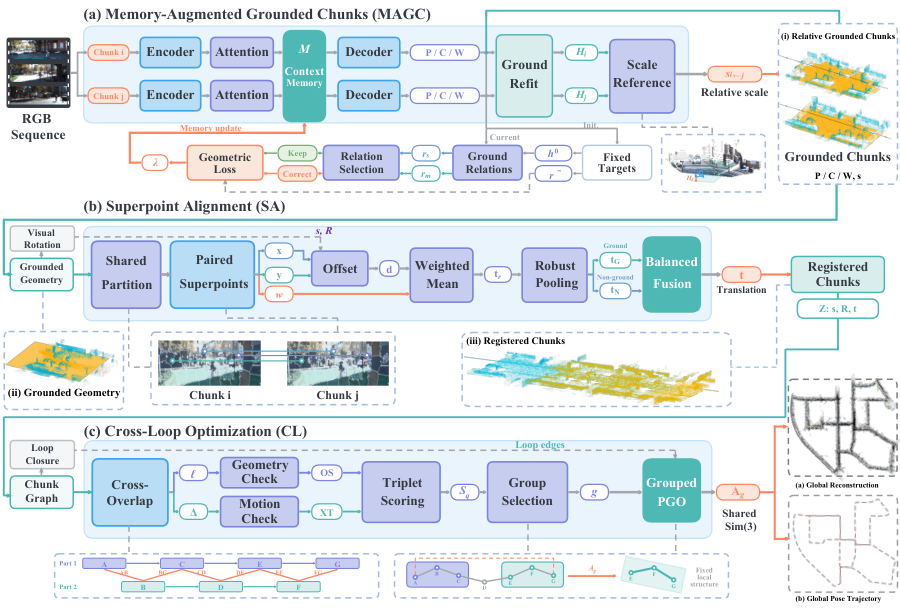 (a) Memory-Augmented Grounded Chunks (MAGC)
RGB
Sequence
Chunk i
Encoder
Attention
M
Context
Memory
Decoder
P / C / W
Ground
Refit
H_i
Scale
Reference
Relative scale
Chunk j
Encoder
Attention
Decoder
P / C / W
H_j
(i) Relative Grounded Chunks
Grounded Chunks
P / C / W, s
Memory update
Current
Init.
λ
Geometric
Loss
Keep
Correct
Relation
Selection
r_s
r_m
Ground
Relations
h⁰
r⁻
Fixed
Targets
(b) Superpoint Alignment (SA)
Visual
Rotation
Grounded
Geometry
Shared
Partition
Paired
Superpoints
x
y
w
s, R
Offset
d
Weighted
Mean
t_r
Robust
Pooling
Ground
t_G
Non-ground
t_N
Balanced
Fusion
t
Translation
Registered
Chunks
Z: s, R, t
(ii) Grounded Geometry
Chunk i
Chunk j
(iii) Registered Chunks
(c) Cross-Loop Optimization (CL)
Loop
Closure
Chunk
Graph
Cross-
Overlap
ℓ
Geometry
Check
OS
Λ
Motion
Check
XT
Triplet
Scoring
S_q
Group
Selection
g
Loop edges
Grouped
PGO
A_g
Shared
Sim(3)
(a) Global Reconstruction
(b) Global Pose Trajectory
Part 1
A
C
E
G
Part 2
B
D
F
A
B
C
D
E
F
G
A_g
E
F
G
Fixed
local
structure